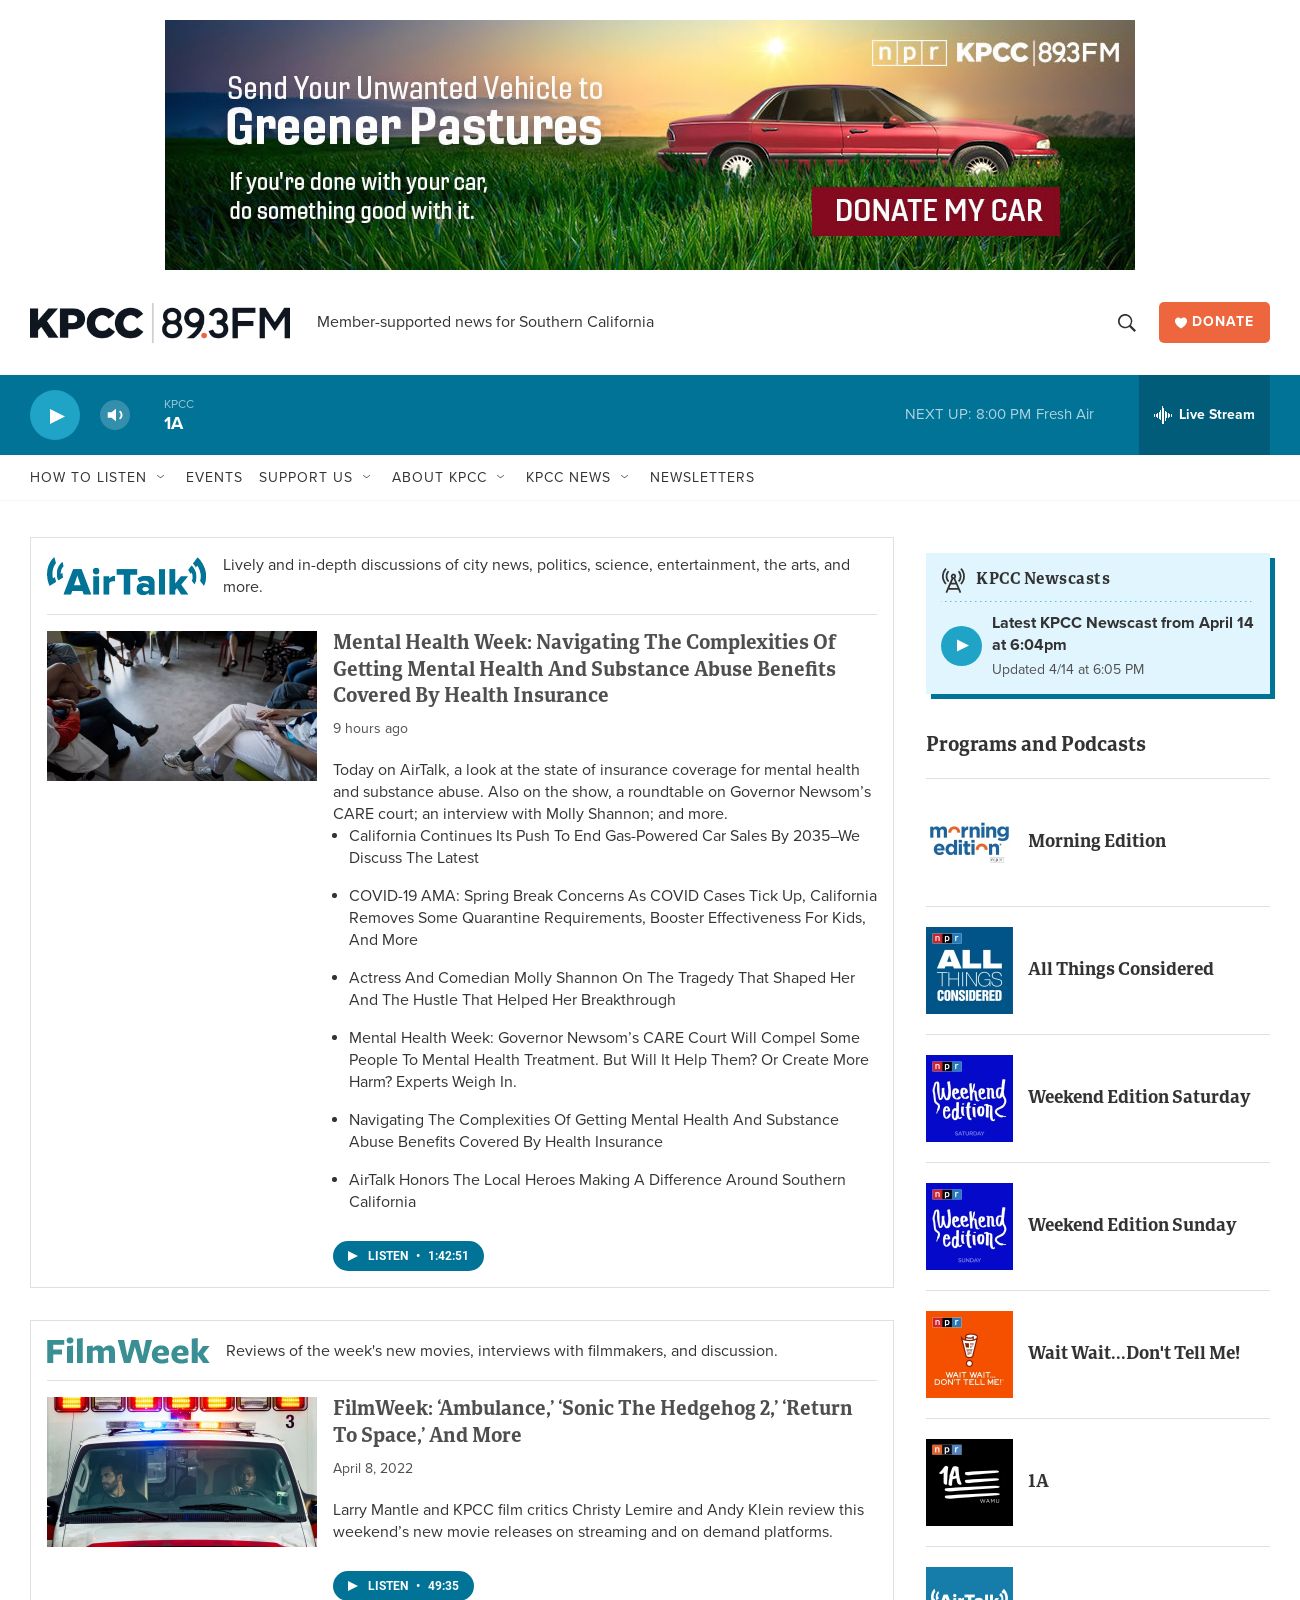 npr KPCC 89.3FM
Send Your Unwanted Vehicle to
Greener Pastures
If you're done with your car,
do something good with it.
DONATE MY CAR
KPCC 89.3FM
Member-supported news for Southern California
DONATE
KPCC
1A
NEXT UP: 8:00 PM Fresh Air
Live Stream
HOW TO LISTEN
EVENTS
SUPPORT US
ABOUT KPCC
KPCC NEWS
NEWSLETTERS
AirTalk
Lively and in-depth discussions of city news, politics, science, entertainment, the arts, and
more.
Mental Health Week: Navigating The Complexities Of
Getting Mental Health And Substance Abuse Benefits
Covered By Health Insurance
9 hours ago
Today on AirTalk, a look at the state of insurance coverage for mental health
and substance abuse. Also on the show, a roundtable on Governor Newsom’s
CARE court; an interview with Molly Shannon; and more.
• California Continues Its Push To End Gas-Powered Car Sales By 2035–We
Discuss The Latest
• COVID-19 AMA: Spring Break Concerns As COVID Cases Tick Up, California
Removes Some Quarantine Requirements, Booster Effectiveness For Kids,
And More
• Actress And Comedian Molly Shannon On The Tragedy That Shaped Her
And The Hustle That Helped Her Breakthrough
• Mental Health Week: Governor Newsom’s CARE Court Will Compel Some
People To Mental Health Treatment. But Will It Help Them? Or Create More
Harm? Experts Weigh In.
• Navigating The Complexities Of Getting Mental Health And Substance
Abuse Benefits Covered By Health Insurance
• AirTalk Honors The Local Heroes Making A Difference Around Southern
California
LISTEN • 1:42:51
FilmWeek
Reviews of the week's new movies, interviews with filmmakers, and discussion.
3
FilmWeek: ‘Ambulance,’ ‘Sonic The Hedgehog 2,’ ‘Return
To Space,’ And More
April 8, 2022
Larry Mantle and KPCC film critics Christy Lemire and Andy Klein review this
weekend’s new movie releases on streaming and on demand platforms.
LISTEN • 49:35
KPCC Newscasts
Latest KPCC Newscast from April 14
at 6:04pm
Updated 4/14 at 6:05 PM
Programs and Podcasts
morning
edition
npr
Morning Edition
npr
ALL
THINGS
CONSIDERED
All Things Considered
npr
Weekend
edition
SATURDAY
Weekend Edition Saturday
npr
Weekend
edition
SUNDAY
Weekend Edition Sunday
npr
WAIT WAIT...
DON'T TELL ME!
Wait Wait...Don't Tell Me!
npr
1A
WAMU
1A
AirTalk